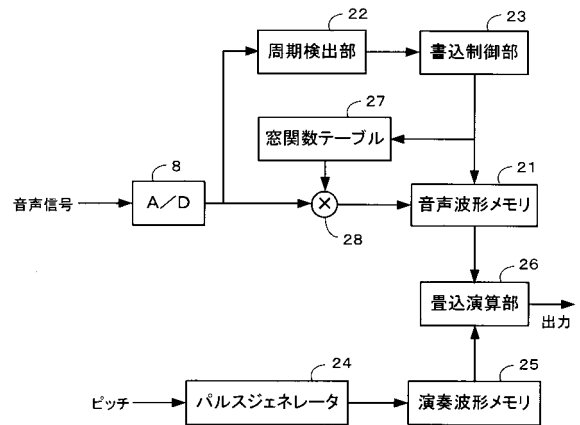 22
周期検出部
23
書込制御部
27
窓関数テーブル
8
音声信号
A/D
×
28
21
音声波形メモリ
26
畳込演算部
出力
24
ピッチ
パルスジェネレータ
25
演奏波形メモリ